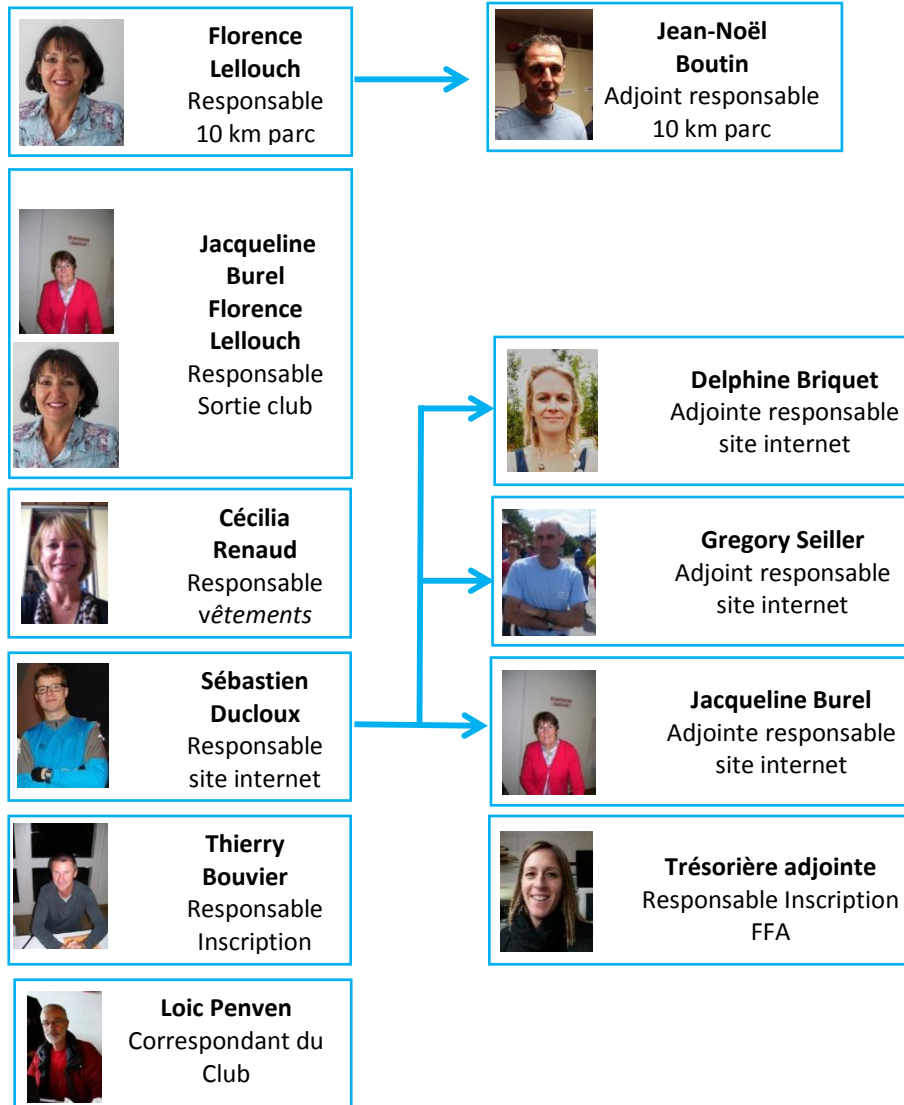 Florence
Lellouch
Responsable
10 km parc
Jean-Noël
Boutin
Adjoint responsable
10 km parc
Jacqueline
Burel
Florence
Lellouch
Responsable
Sortie club
Delphine Briquet
Adjointe responsable
site internet
Cécilia
Renaud
Responsable
vêtements
Gregory Seiller
Adjoint responsable
site internet
Sébastien
Ducloux
Responsable
site internet
Jacqueline Burel
Adjointe responsable
site internet
Thierry
Bouvier
Responsable
Inscription
Trésorière adjointe
Responsable Inscription
FFA
Loic Penven
Correspondant du
Club